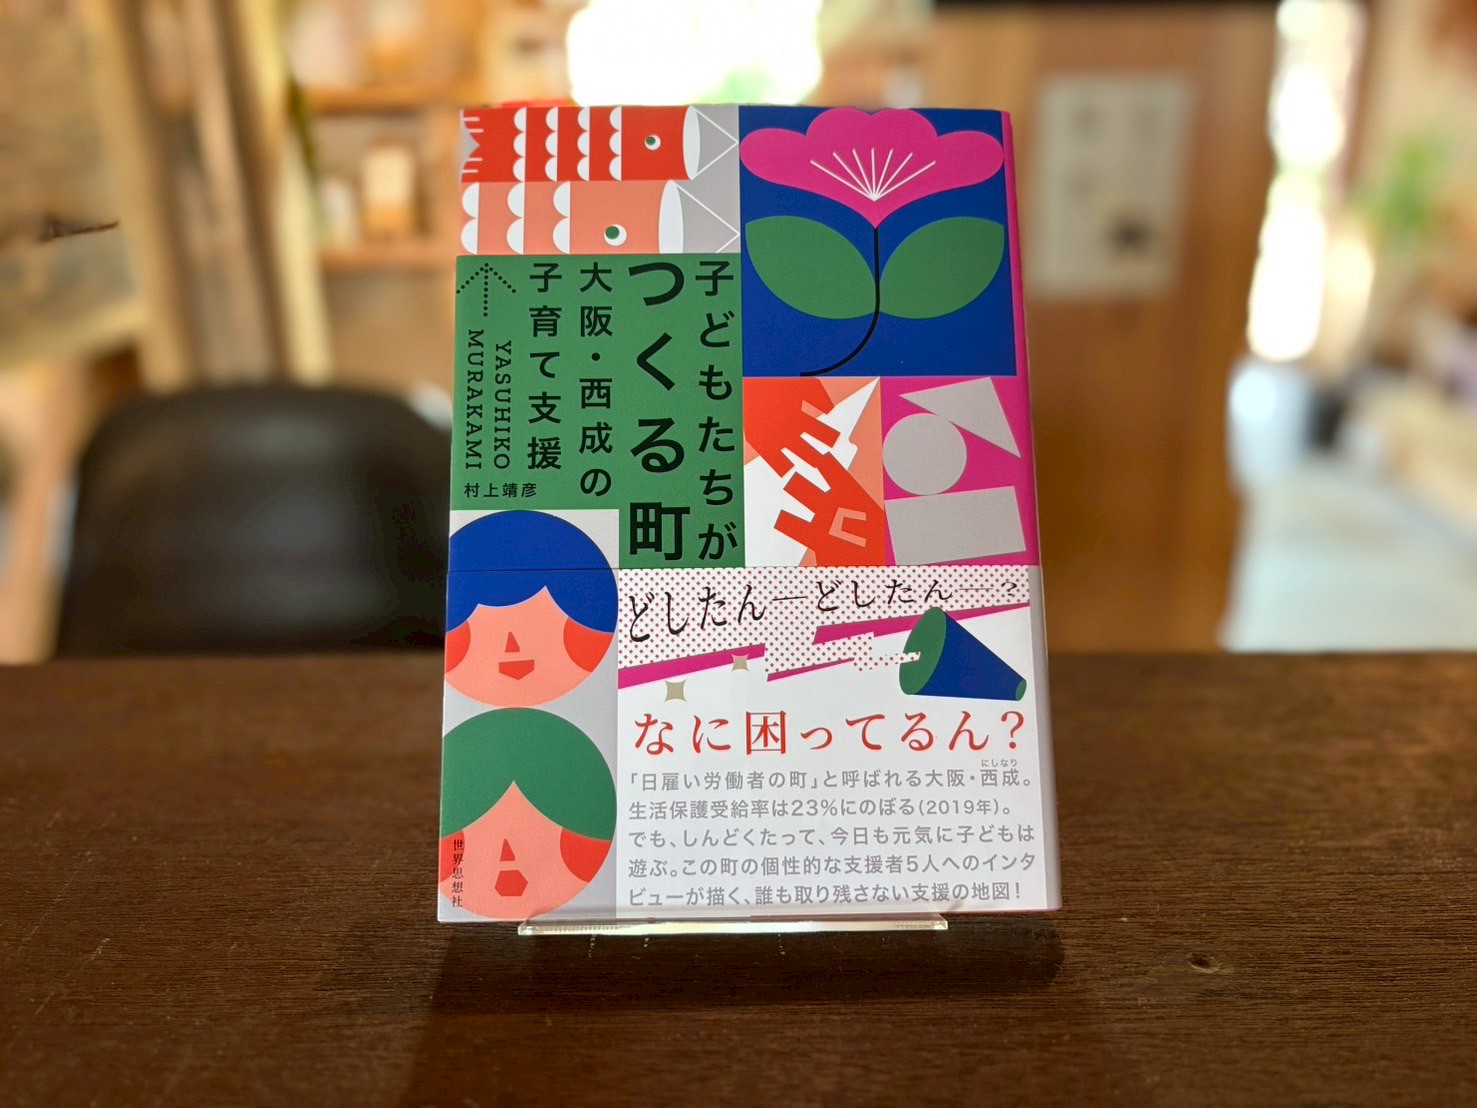 子どもたちが
つくる町
大阪・西成の
子育て支援
YASUHIKO
MURAKAMI
村上靖彦
どしたん―どしたん―?
なに困ってるん?
にしなり
「日雇い労働者の町」と呼ばれる大阪・西成。
生活保護受給率は23%にのぼる(2019年)。
でも、しんどくたって、今日も元気に子どもは
遊ぶ。この町の個性的な支援者5人へのインタ
ビューが描く、誰も取り残さない支援の地図!
世界思想社